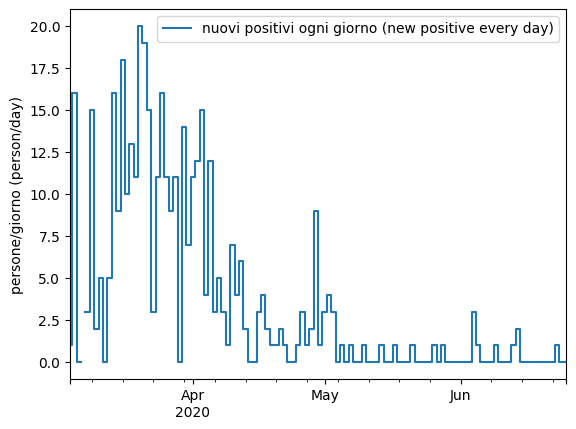 nuovi positivi ogni giorno (new positive every day)
persone/giorno (person/day)
20.0
17.5
15.0
12.5
10.0
7.5
5.0
2.5
0.0
Apr
2020
May
Jun